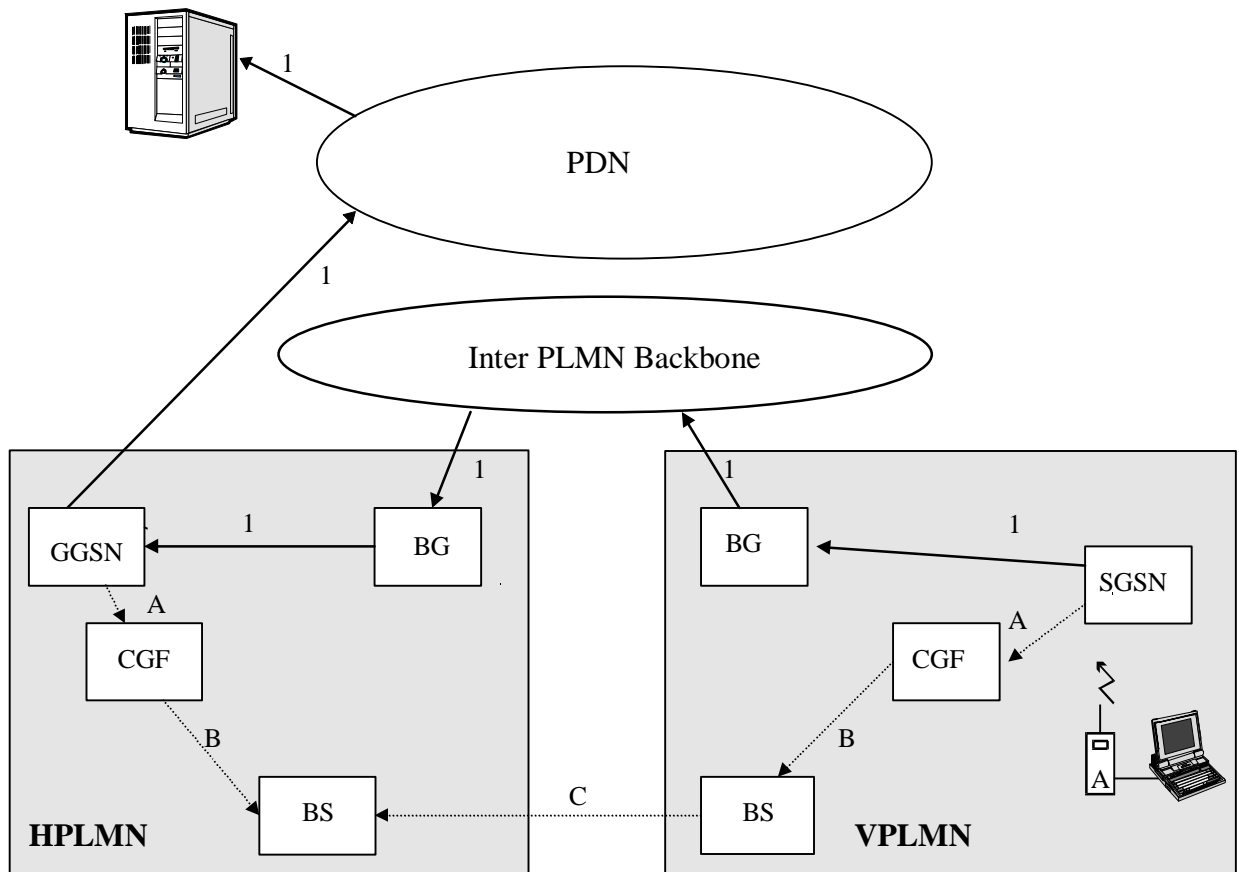 1
PDN
1
Inter PLMN Backbone
1
1
GGSN
1
BG
BG
1
SGSN
A
CGF
A
CGF
B
B
A
BS
C
BS
HPLMN
VPLMN